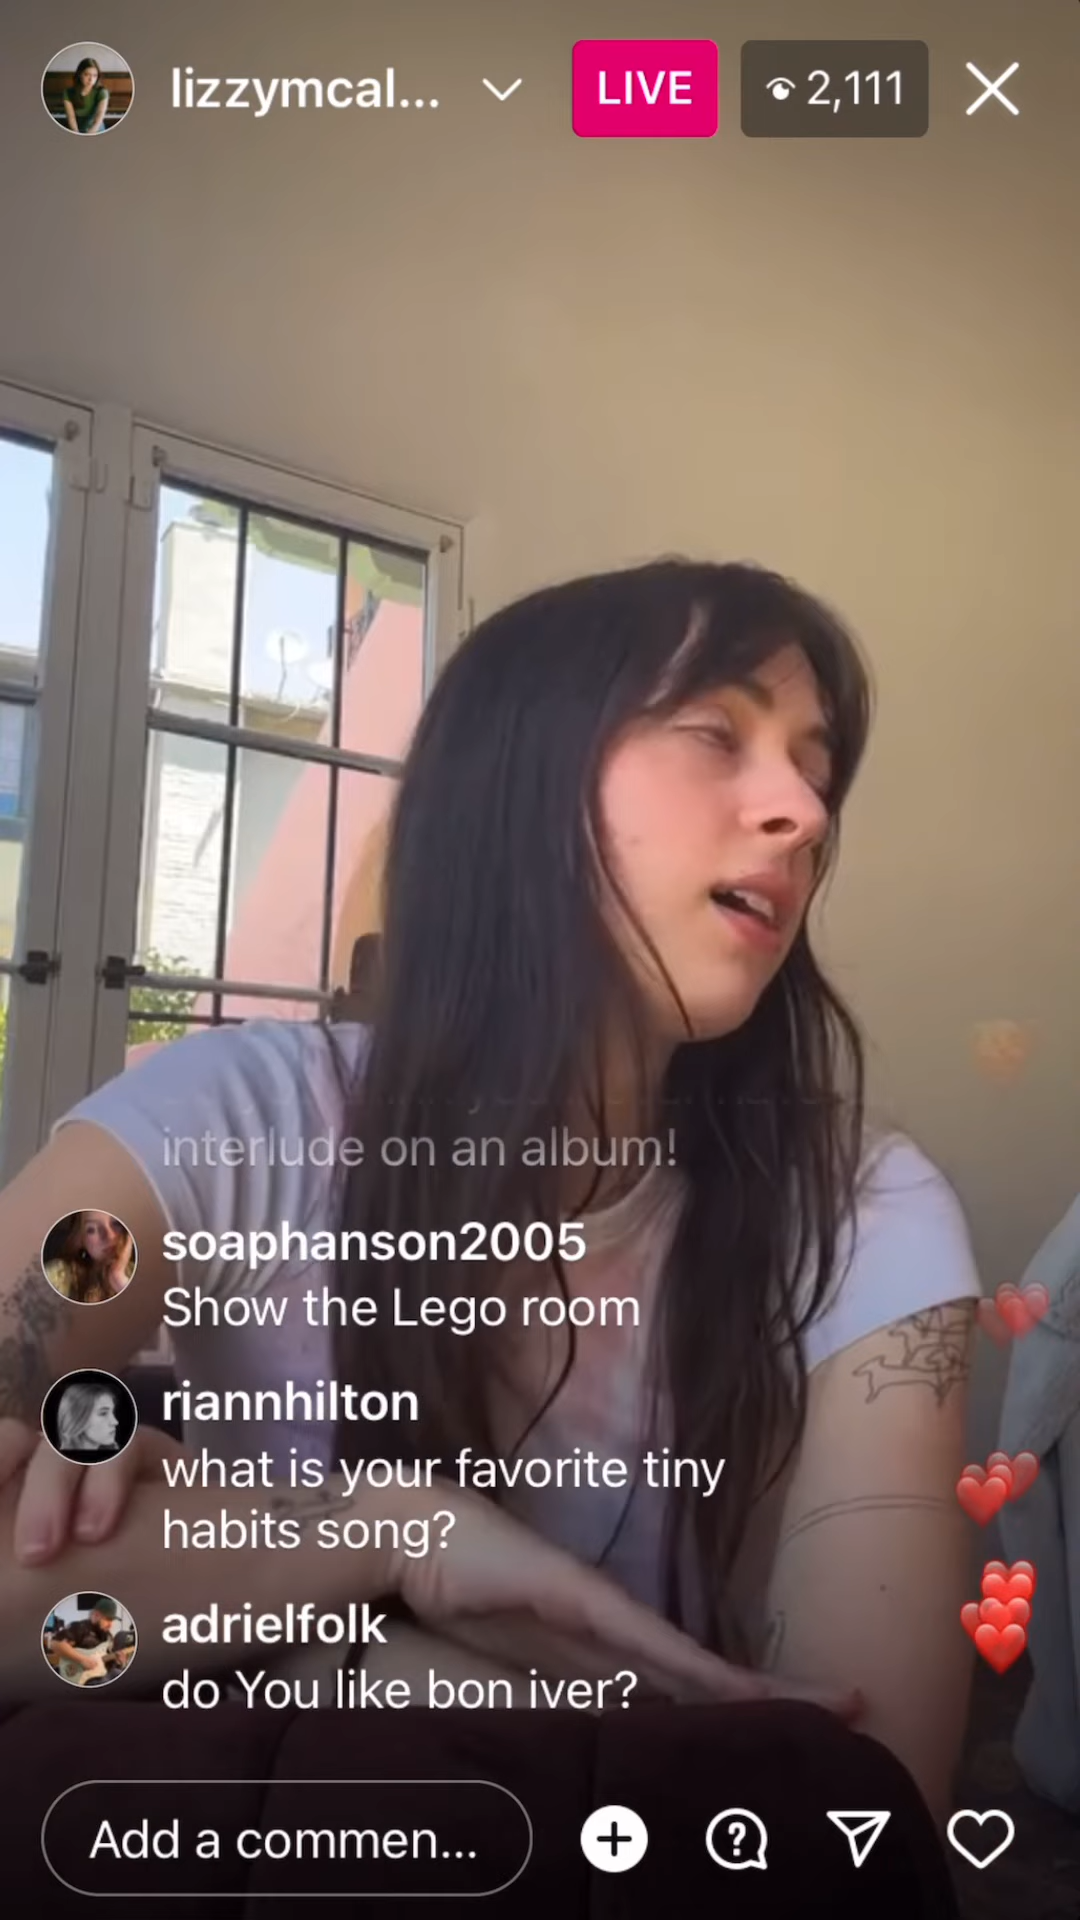 lizzymcal...
LIVE
2,111
interlude on an album!
soaphanson2005
Show the Lego room
riannhilton
what is your favorite tiny
habits song?
adrielfolk
do You like bon iver?
Add a commen...